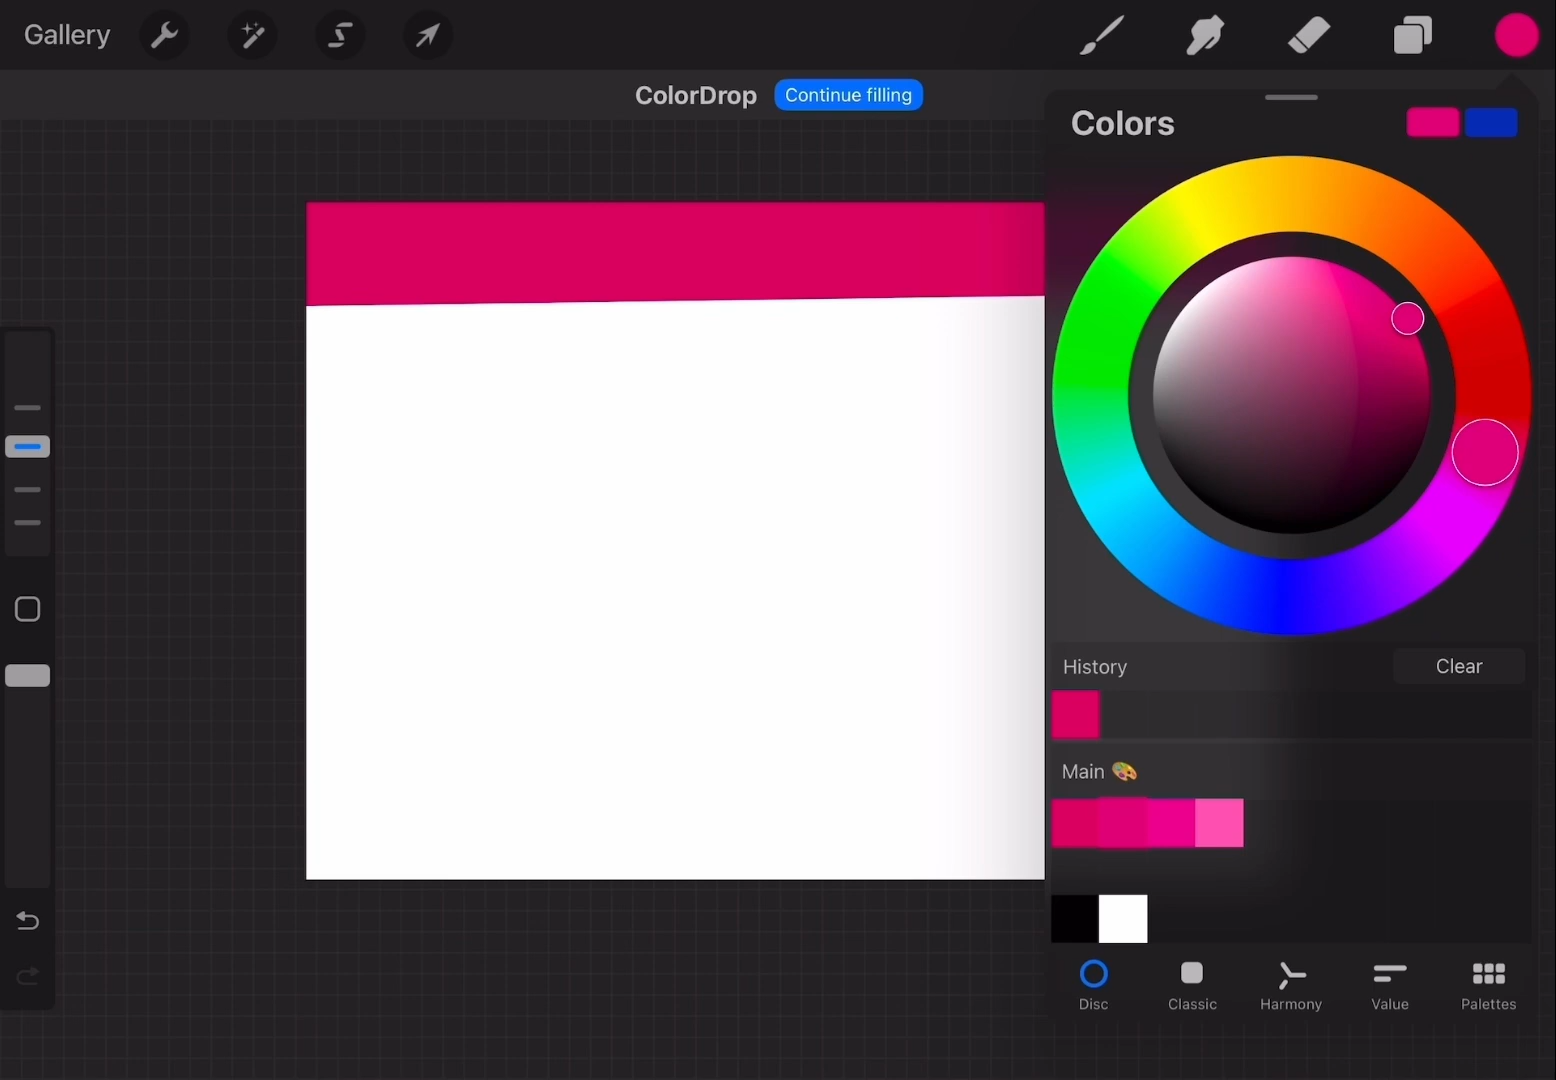 Gallery
ColorDrop Continue filling
Colors
History Clear
Main 🎨
Disc Classic Harmony Value Palettes